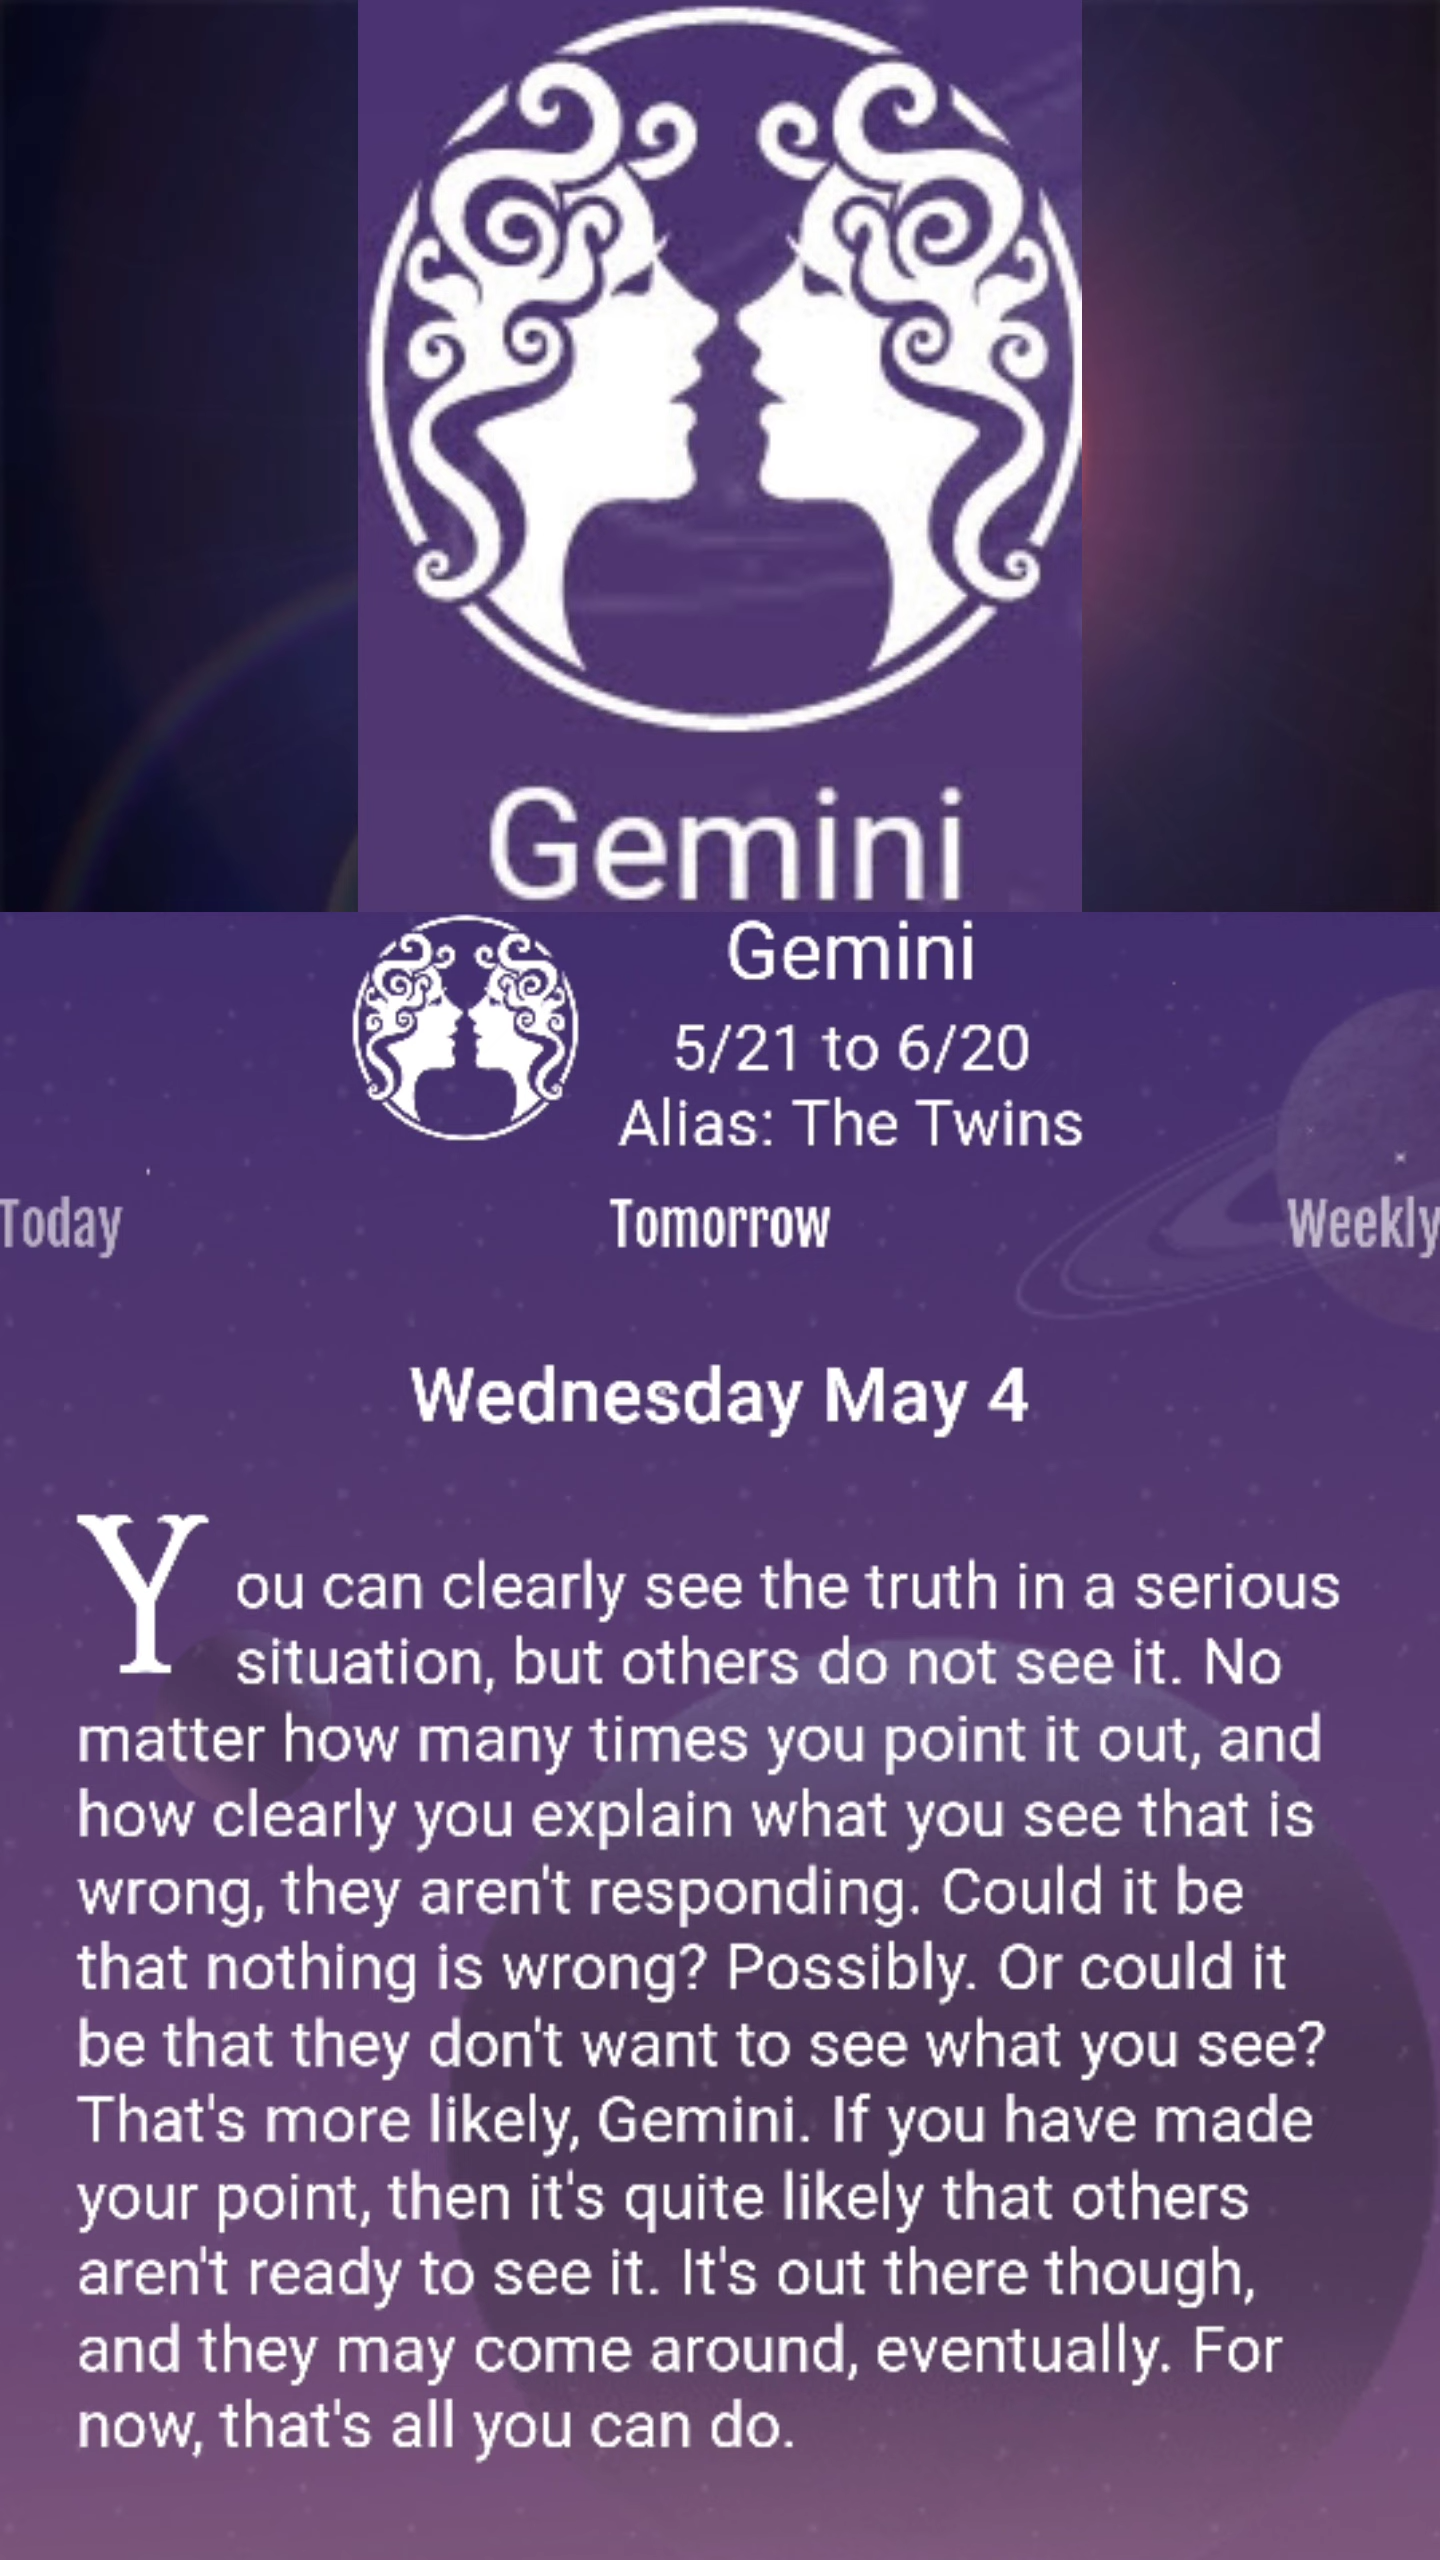 Gemini
Gemini
5/21 to 6/20
Alias: The Twins
Today Tomorrow Weekly
Wednesday May 4
You can clearly see the truth in a serious
situation, but others do not see it. No
matter how many times you point it out, and
how clearly you explain what you see that is
wrong, they aren't responding. Could it be
that nothing is wrong? Possibly. Or could it
be that they don't want to see what you see?
That's more likely, Gemini. If you have made
your point, then it's quite likely that others
aren't ready to see it. It's out there though,
and they may come around, eventually. For
now, that's all you can do.